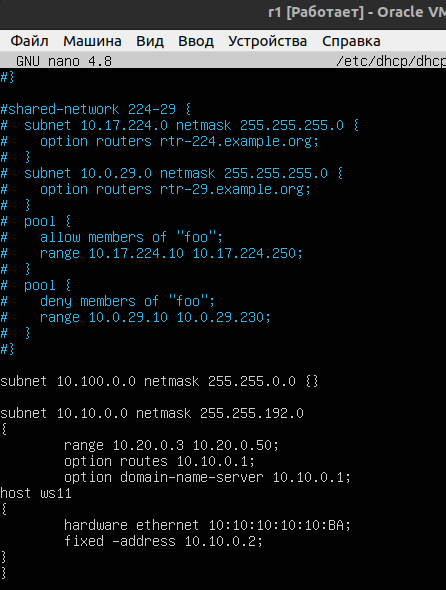 r1 [Работает] - Oracle VM
Файл Машина Вид Ввод Устройства Справка
GNU nano 4.8 /etc/dhcp/dhcp
#}
#shared-network 224-29 {
#  subnet 10.17.224.0 netmask 255.255.255.0 {
#    option routers rtr-224.example.org;
#  }
#  subnet 10.0.29.0 netmask 255.255.255.0 {
#    option routers rtr-29.example.org;
#  }
#  pool {
#    allow members of "foo";
#    range 10.17.224.10 10.17.224.250;
#  }
#  pool {
#    deny members of "foo";
#    range 10.0.29.10 10.0.29.230;
#  }
#}
subnet 10.100.0.0 netmask 255.255.0.0 {}
subnet 10.10.0.0 netmask 255.255.192.0
{
        range 10.20.0.3 10.20.0.50;
        option routes 10.10.0.1;
        option domain-name-server 10.10.0.1;
host ws11
{
        hardware ethernet 10:10:10:10:10:BA;
        fixed -address 10.10.0.2;
}
}